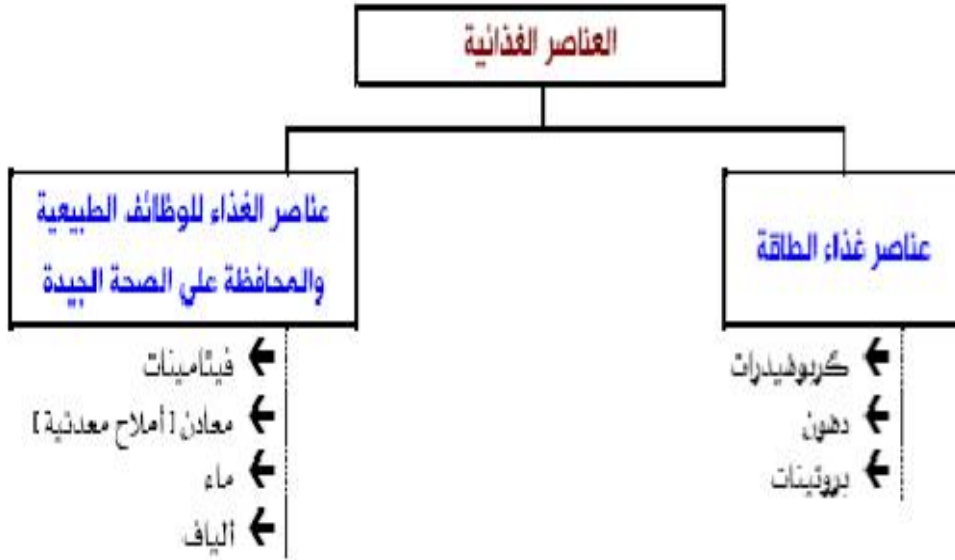 العناصر الغذائية
عناصر غذاء الطاقة
كربوهيدرات
دهون
بروتينات
عناصر الغذاء للوظائف الطبيعية
والمحافظة علي الصحة الجيدة
فيتامينات
معادن [ أملاح معدنية ]
ماء
ألياف